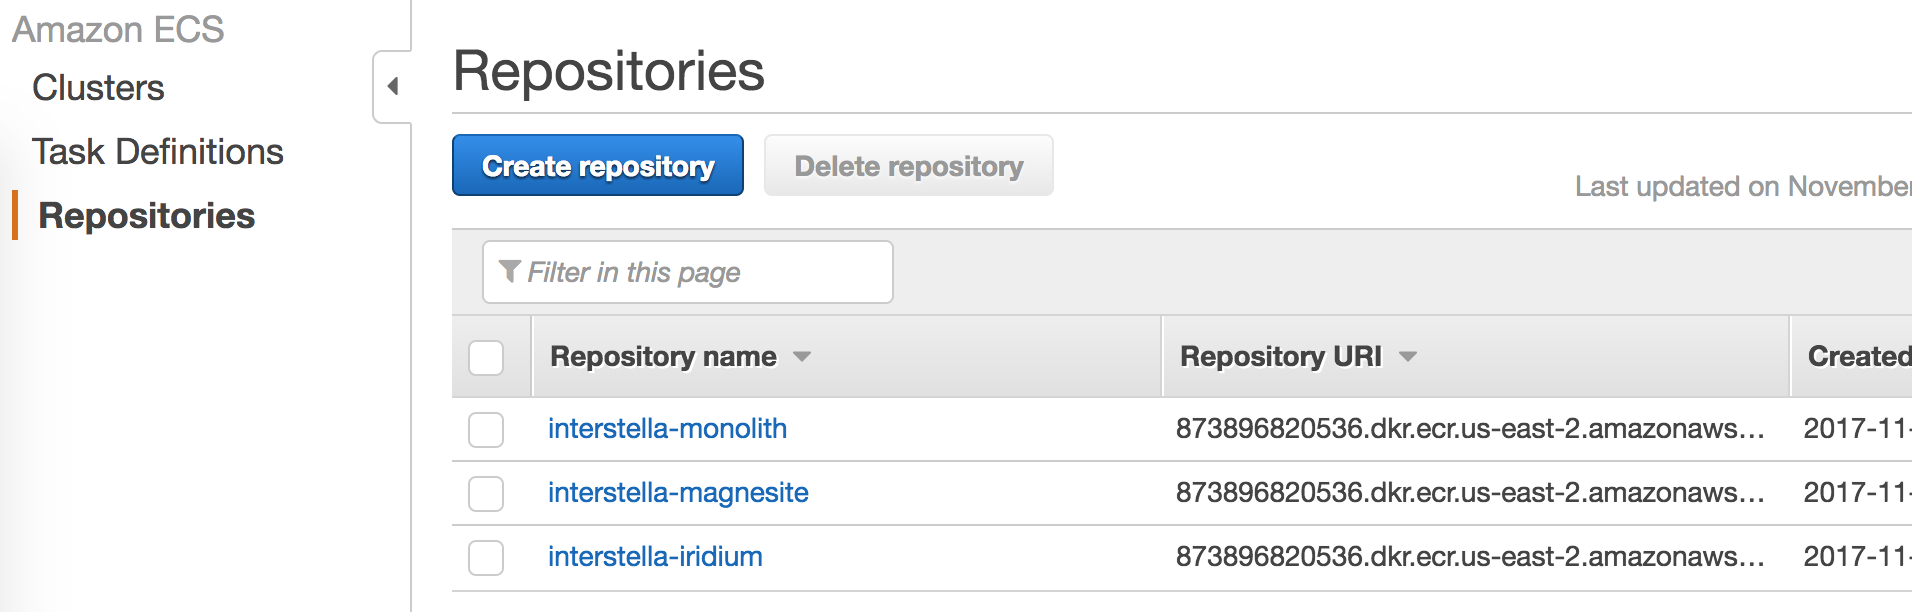 Amazon ECS
Clusters
Task Definitions
Repositories
Repositories
Create repository
Delete repository
Last updated on November
Filter in this page
Repository name
Repository URI
Created
interstella-monolith
873896820536.dkr.ecr.us-east-2.amazonaws...
2017-11-
interstella-magnesite
873896820536.dkr.ecr.us-east-2.amazonaws...
2017-11-
interstella-iridium
873896820536.dkr.ecr.us-east-2.amazonaws...
2017-11-